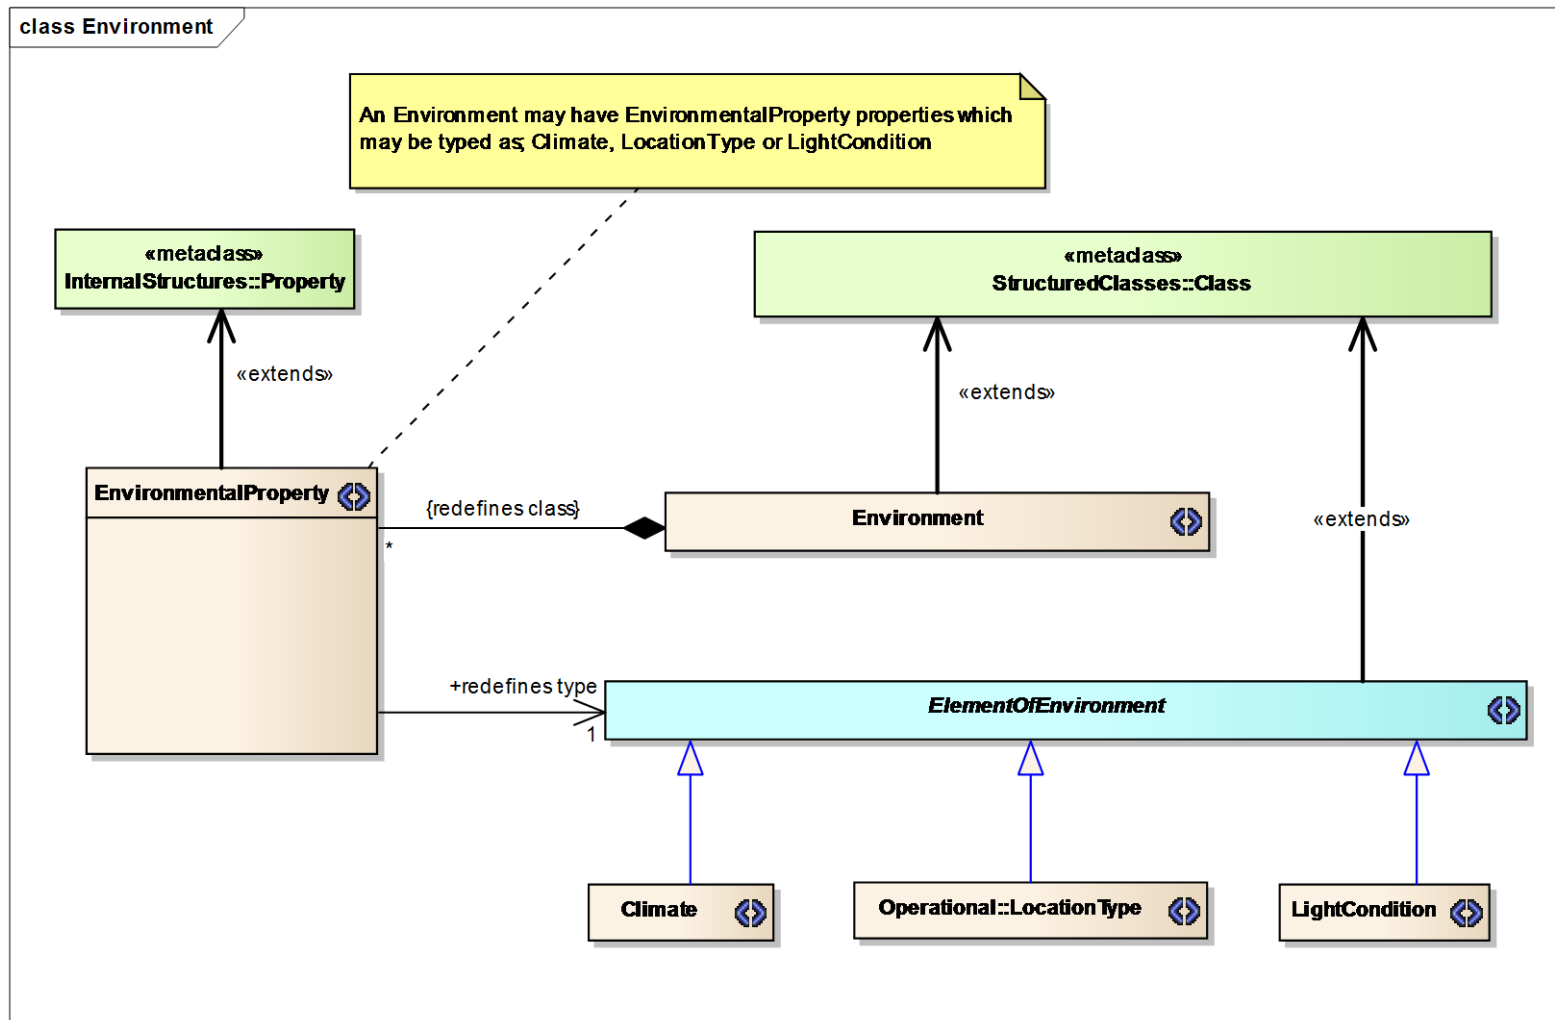 class Environment
An Environment may have EnvironmentalProperty properties which
may be typed as; Climate, LocationType or LightCondition
«metaclass»
InternalStructures::Property
«metaclass»
StructuredClasses::Class
«extends»
«extends»
EnvironmentalProperty
{redefines class}
*
Environment
«extends»
+redefines type
1
ElementOfEnvironment
Climate
Operational::LocationType
LightCondition